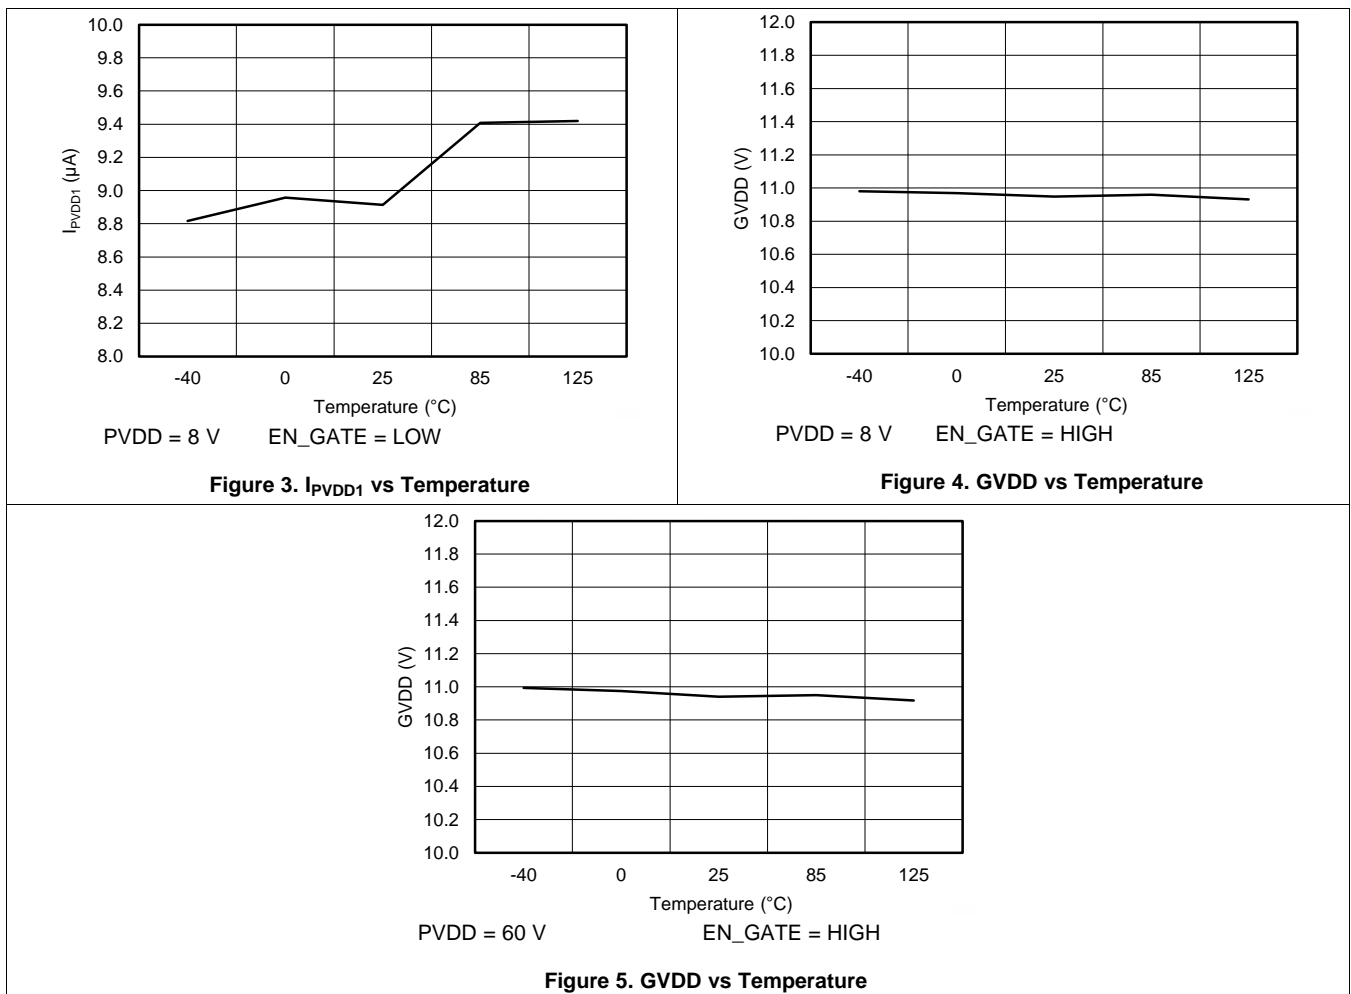 10.0
9.8
9.6
9.4
9.2
9.0
8.8
8.6
8.4
8.2
8.0
I_PVDD1 (µA)
-40 0 25 85 125
Temperature (°C)
PVDD = 8 V EN_GATE = LOW
Figure 3. I_PVDD1 vs Temperature
12.0
11.8
11.6
11.4
11.2
11.0
10.8
10.6
10.4
10.2
10.0
GVDD (V)
-40 0 25 85 125
Temperature (°C)
PVDD = 8 V EN_GATE = HIGH
Figure 4. GVDD vs Temperature
12.0
11.8
11.6
11.4
11.2
11.0
10.8
10.6
10.4
10.2
10.0
GVDD (V)
-40 0 25 85 125
Temperature (°C)
PVDD = 60 V EN_GATE = HIGH
Figure 5. GVDD vs Temperature